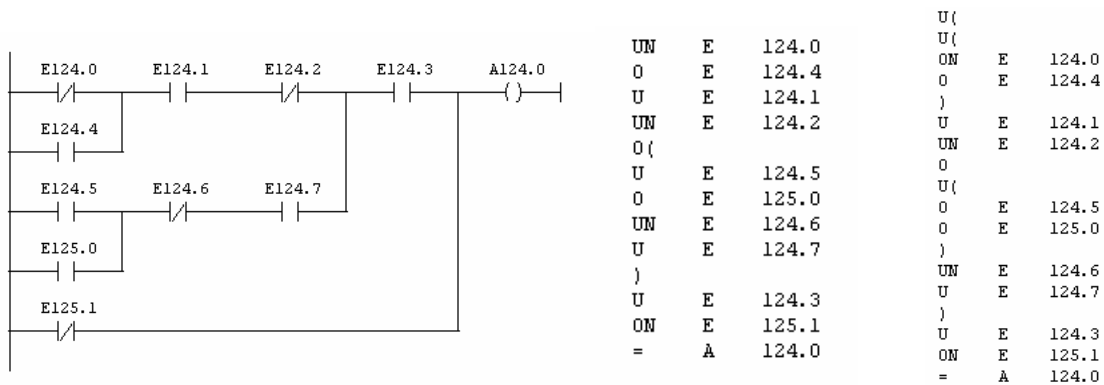 E124.0 E124.1 E124.2 E124.3 A124.0
E124.4
E124.5 E124.6 E124.7
E125.0
E125.1
UN E 124.0
O E 124.4
U E 124.1
UN E 124.2
O(
U E 124.5
O E 125.0
UN E 124.6
U E 124.7
)
U E 124.3
ON E 125.1
= A 124.0
U(
U(
ON E 124.0
O E 124.4
)
U E 124.1
UN E 124.2
O
U(
O E 124.5
O E 125.0
)
UN E 124.6
U E 124.7
)
U E 124.3
ON E 125.1
= A 124.0